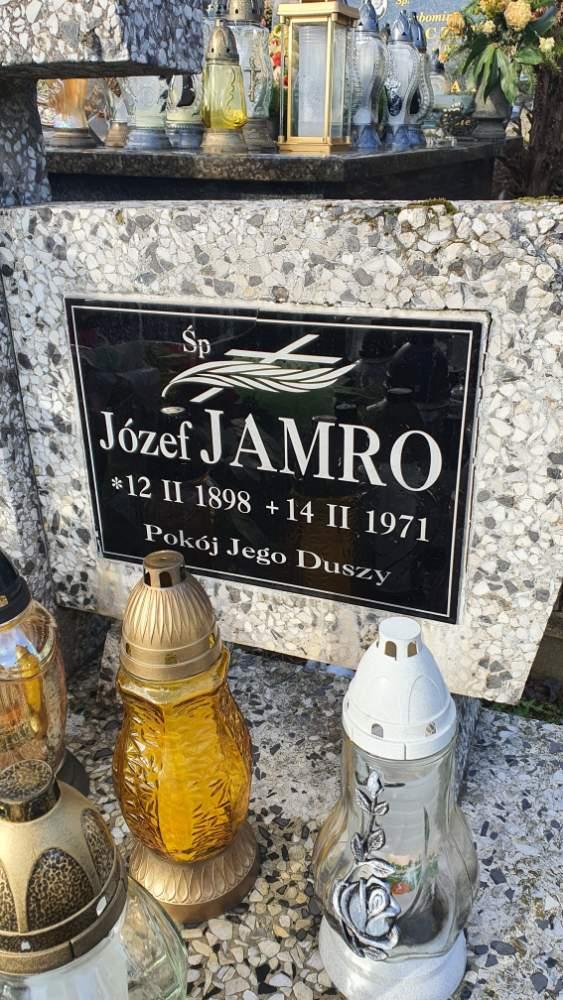 Śp
Józef JAMRO
*12 II 1898 +14 II 1971
Pokój Jego Duszy